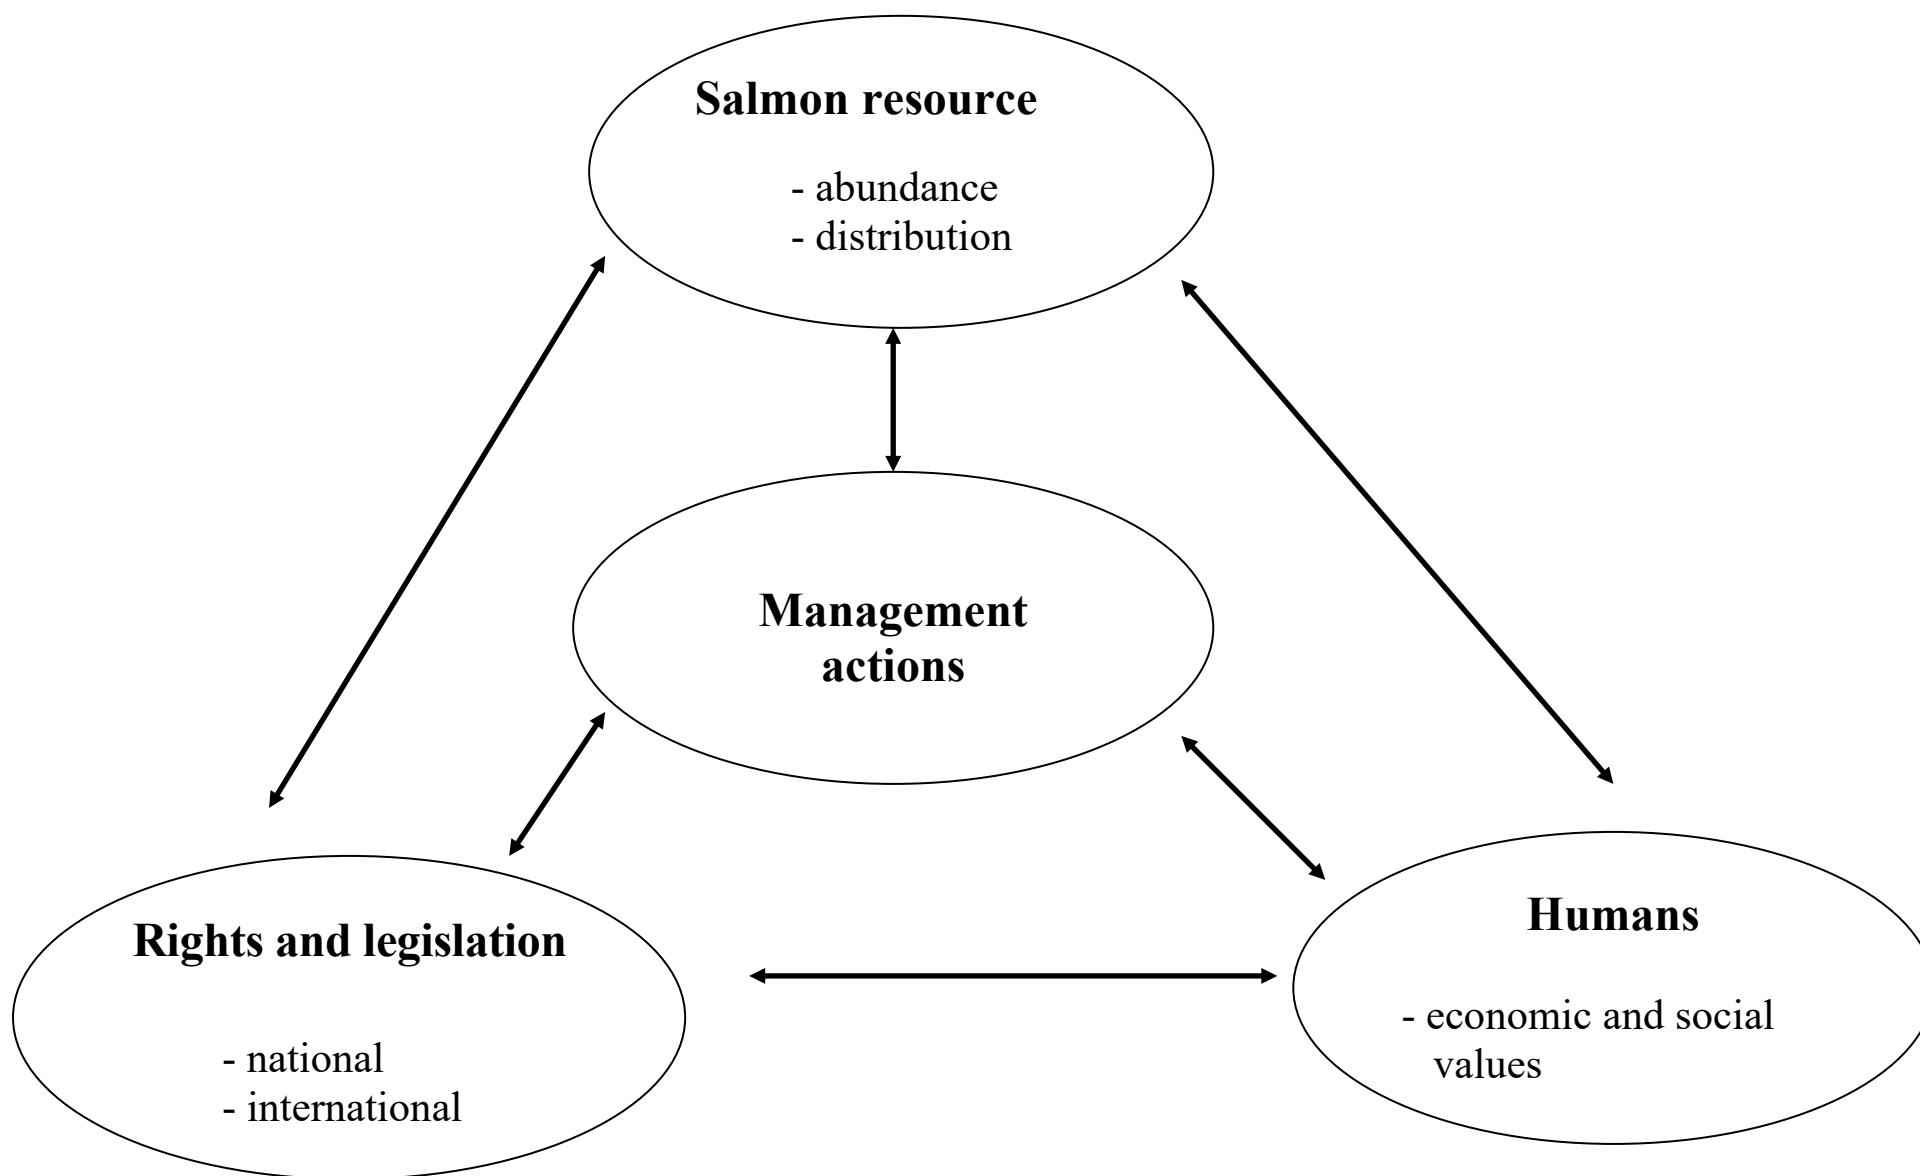 Salmon resource
- abundance
- distribution
Management
actions
Rights and legislation
- national
- international
Humans
- economic and social
values